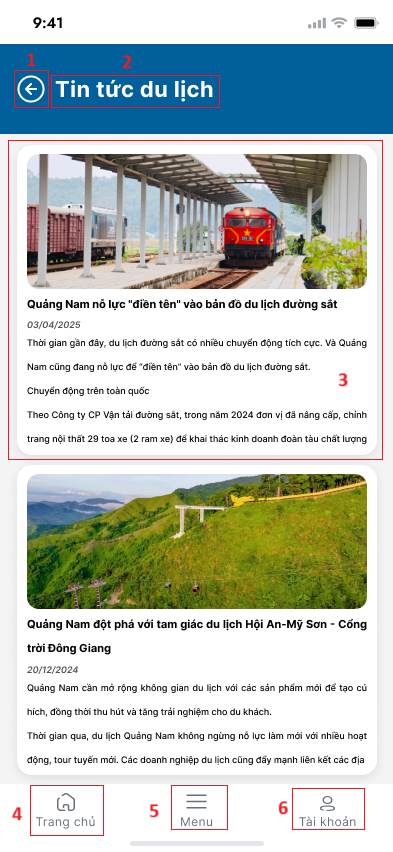 9:41
1
2
Tin tức du lịch
Quảng Nam nỗ lực "điền tên" vào bản đồ du lịch đường sắt
03/04/2025
Thời gian gần đây, du lịch đường sắt có nhiều chuyển động tích cực. Và Quảng
Nam cũng đang nỗ lực để “điền tên” vào bản đồ du lịch đường sắt.
3
Chuyển động trên toàn quốc
Theo Công ty CP Vận tải đường sắt, trong năm 2024 đơn vị đã nâng cấp, chỉnh
trang nội thất 29 toa xe (2 ram xe) để khai thác kinh doanh đoàn tàu chất lượng
Quảng Nam đột phá với tam giác du lịch Hội An-Mỹ Sơn - Cổng
trời Đông Giang
20/12/2024
Quảng Nam cần mở rộng không gian du lịch với các sản phẩm mới để tạo cú
hích, đồng thời thu hút và tăng trải nghiệm cho du khách.
Thời gian qua, du lịch Quảng Nam không ngừng nỗ lực làm mới với nhiều hoạt
động, tour tuyến mới. Các doanh nghiệp du lịch cũng đẩy mạnh liên kết các địa
4
Trang chủ
5
Menu
6
Tài khoản